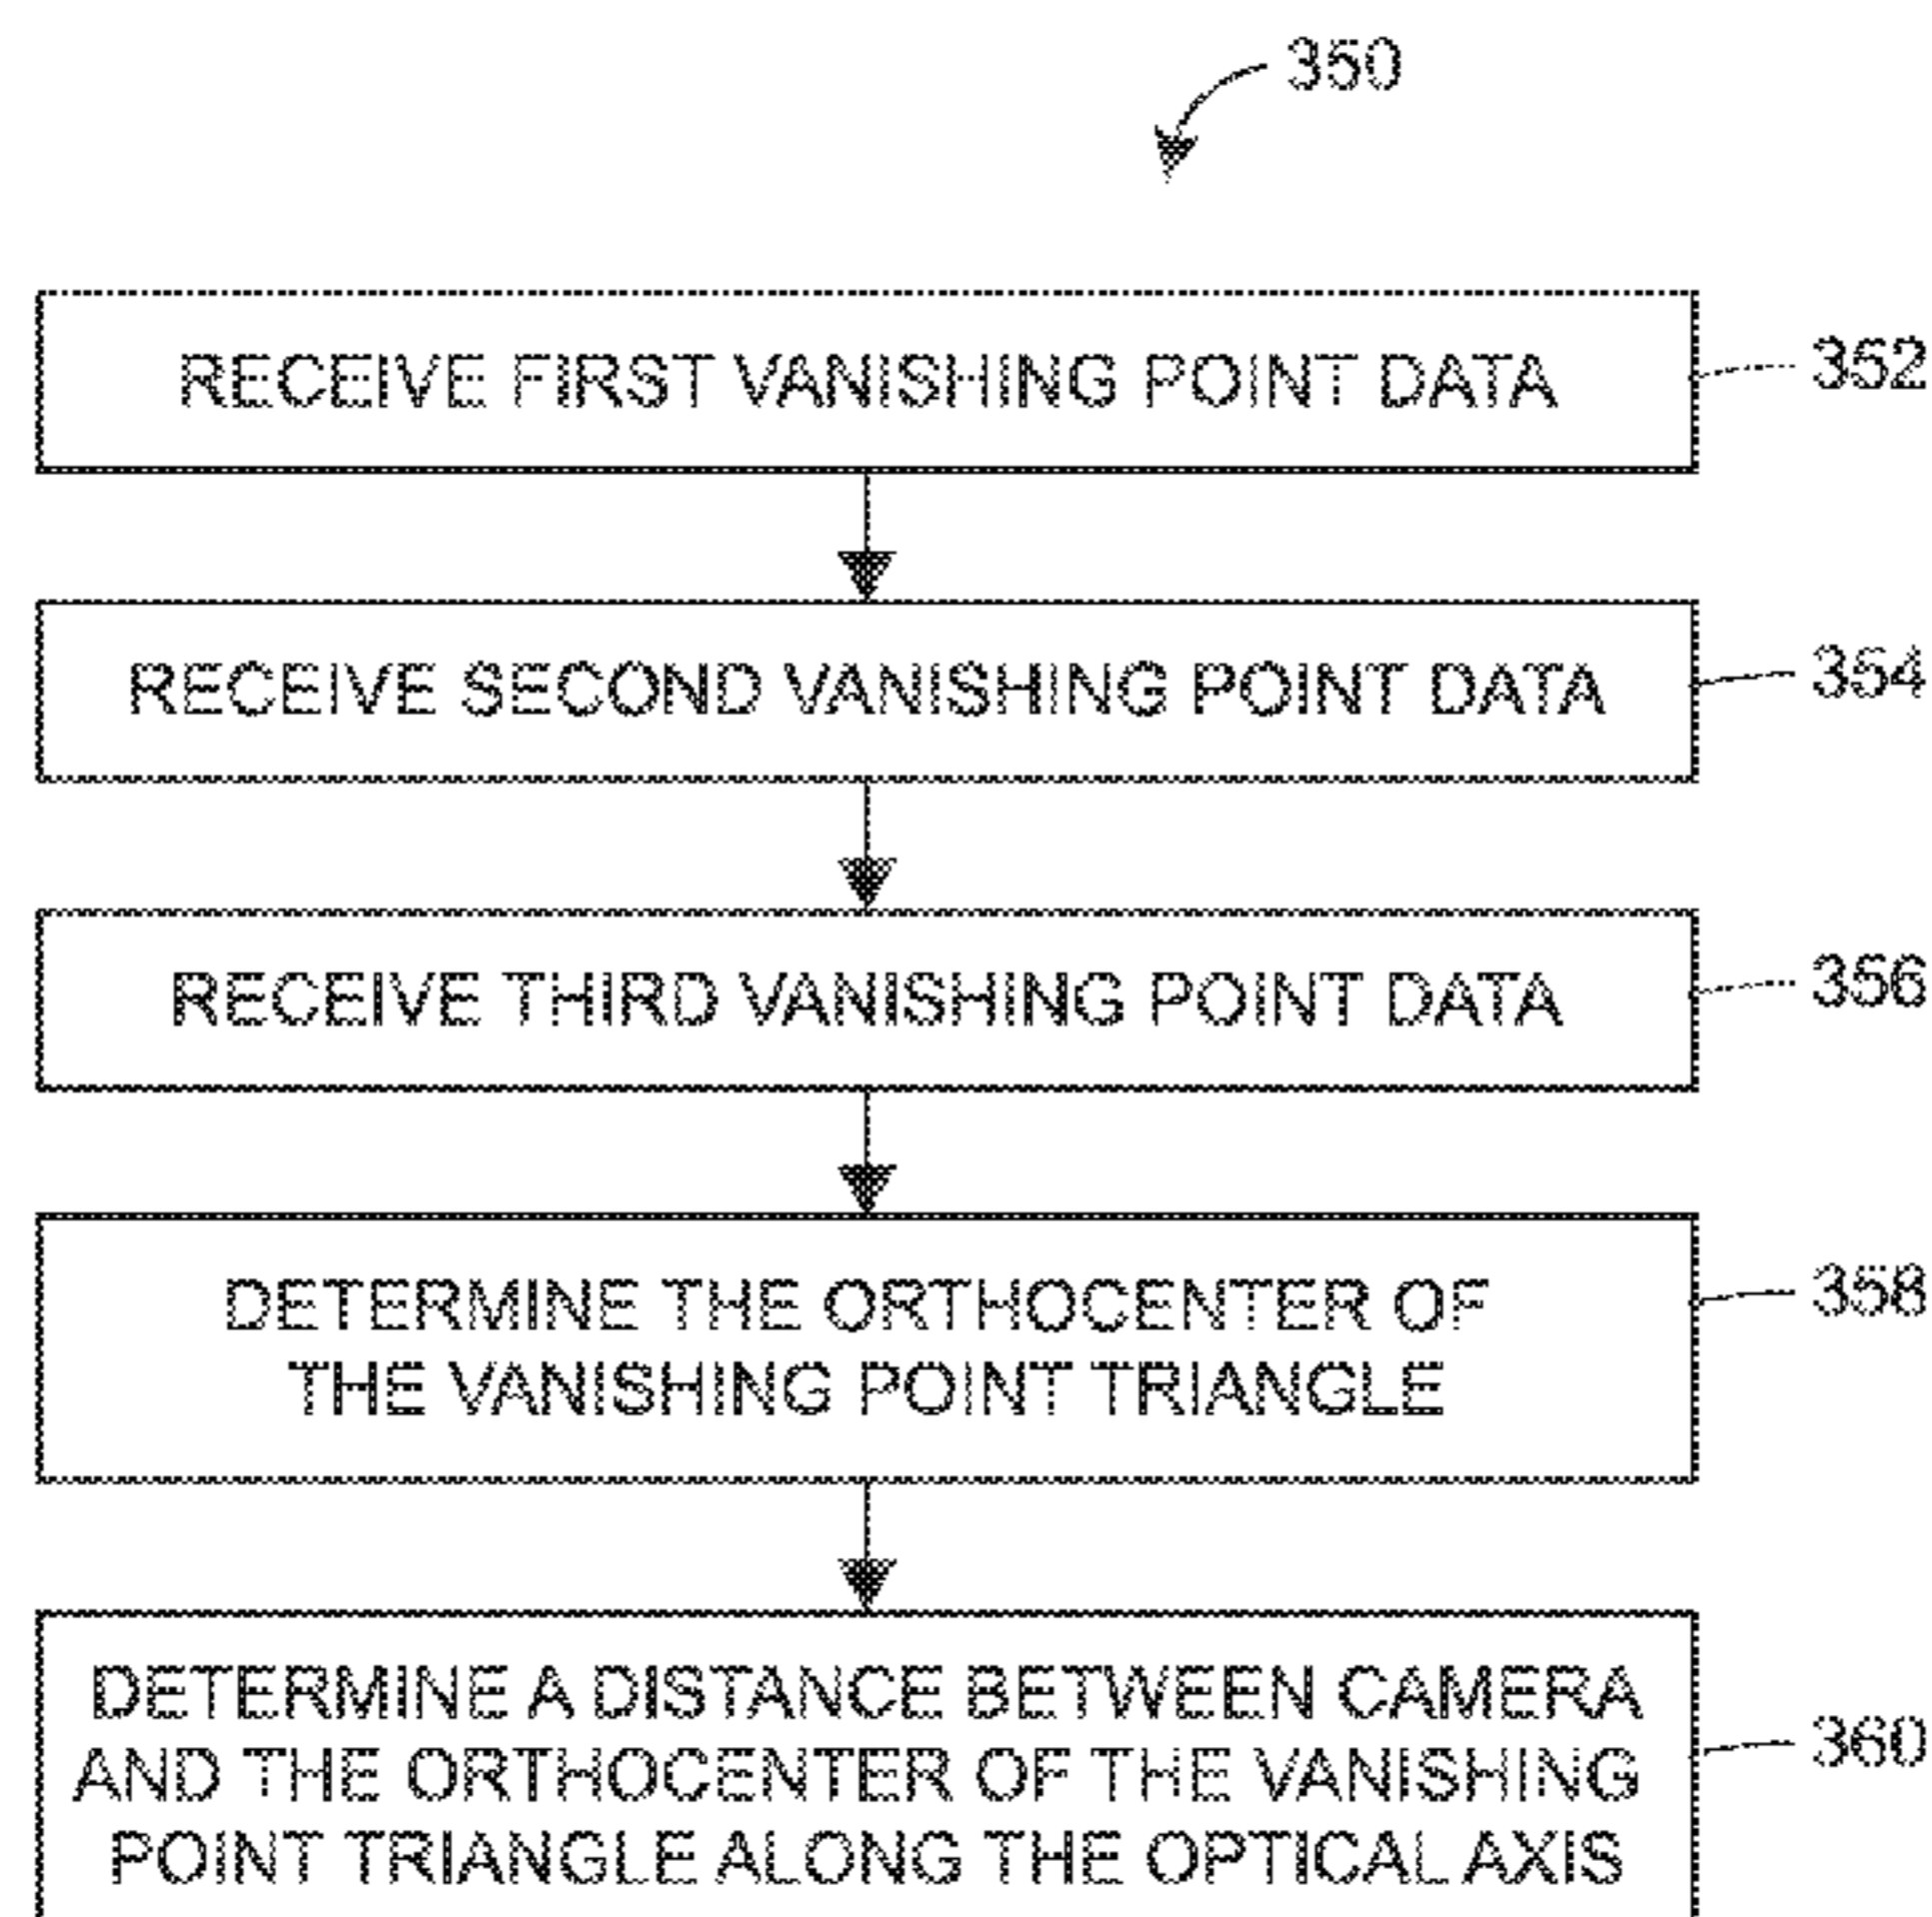 350
RECEIVE FIRST VANISHING POINT DATA
352
RECEIVE SECOND VANISHING POINT DATA
354
RECEIVE THIRD VANISHING POINT DATA
356
DETERMINE THE ORTHOCENTER OF
THE VANISHING POINT TRIANGLE
358
DETERMINE A DISTANCE BETWEEN CAMERA
AND THE ORTHOCENTER OF THE VANISHING
POINT TRIANGLE ALONG THE OPTICAL AXIS
360